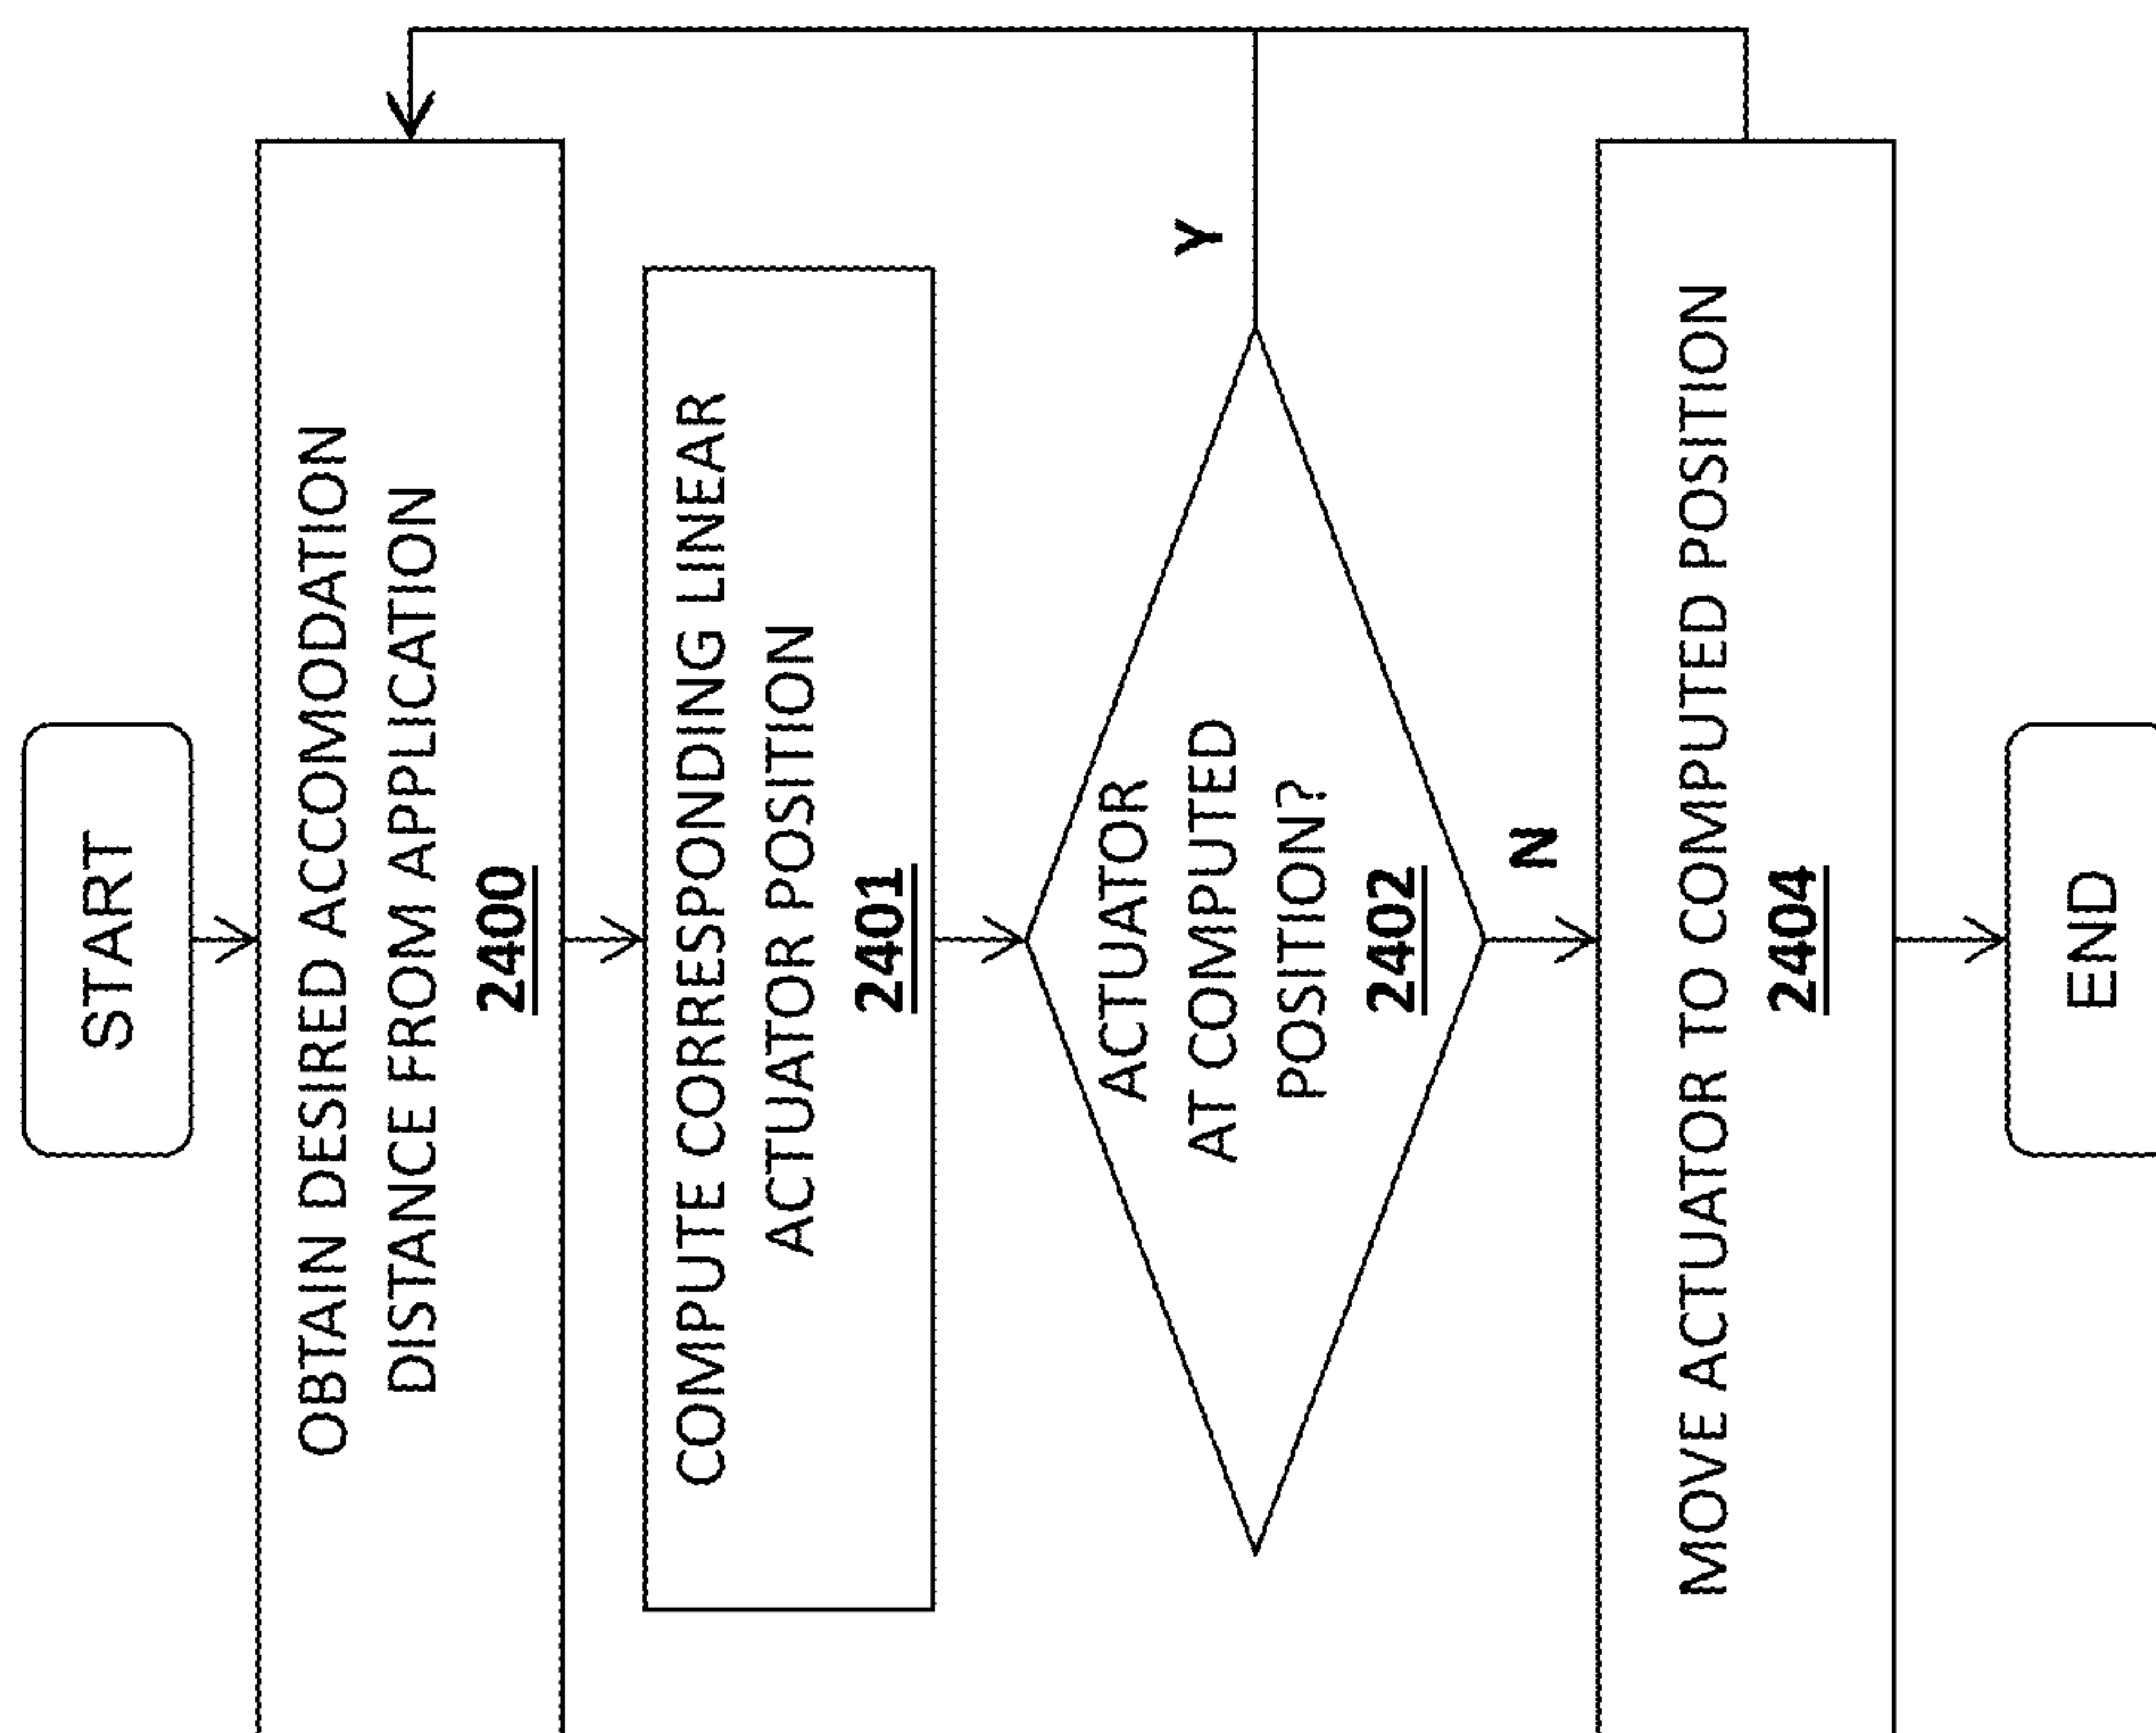 START
OBTAIN DESIRED ACCOMODATION
DISTANCE FROM APPLICATION
2400
COMPUTE CORRESPONDING LINEAR
ACTUATOR POSITION
2401
ACTUATOR
AT COMPUTED
POSITION?
2402
Y
N
MOVE ACTUATOR TO COMPUTED POSITION
2404
END